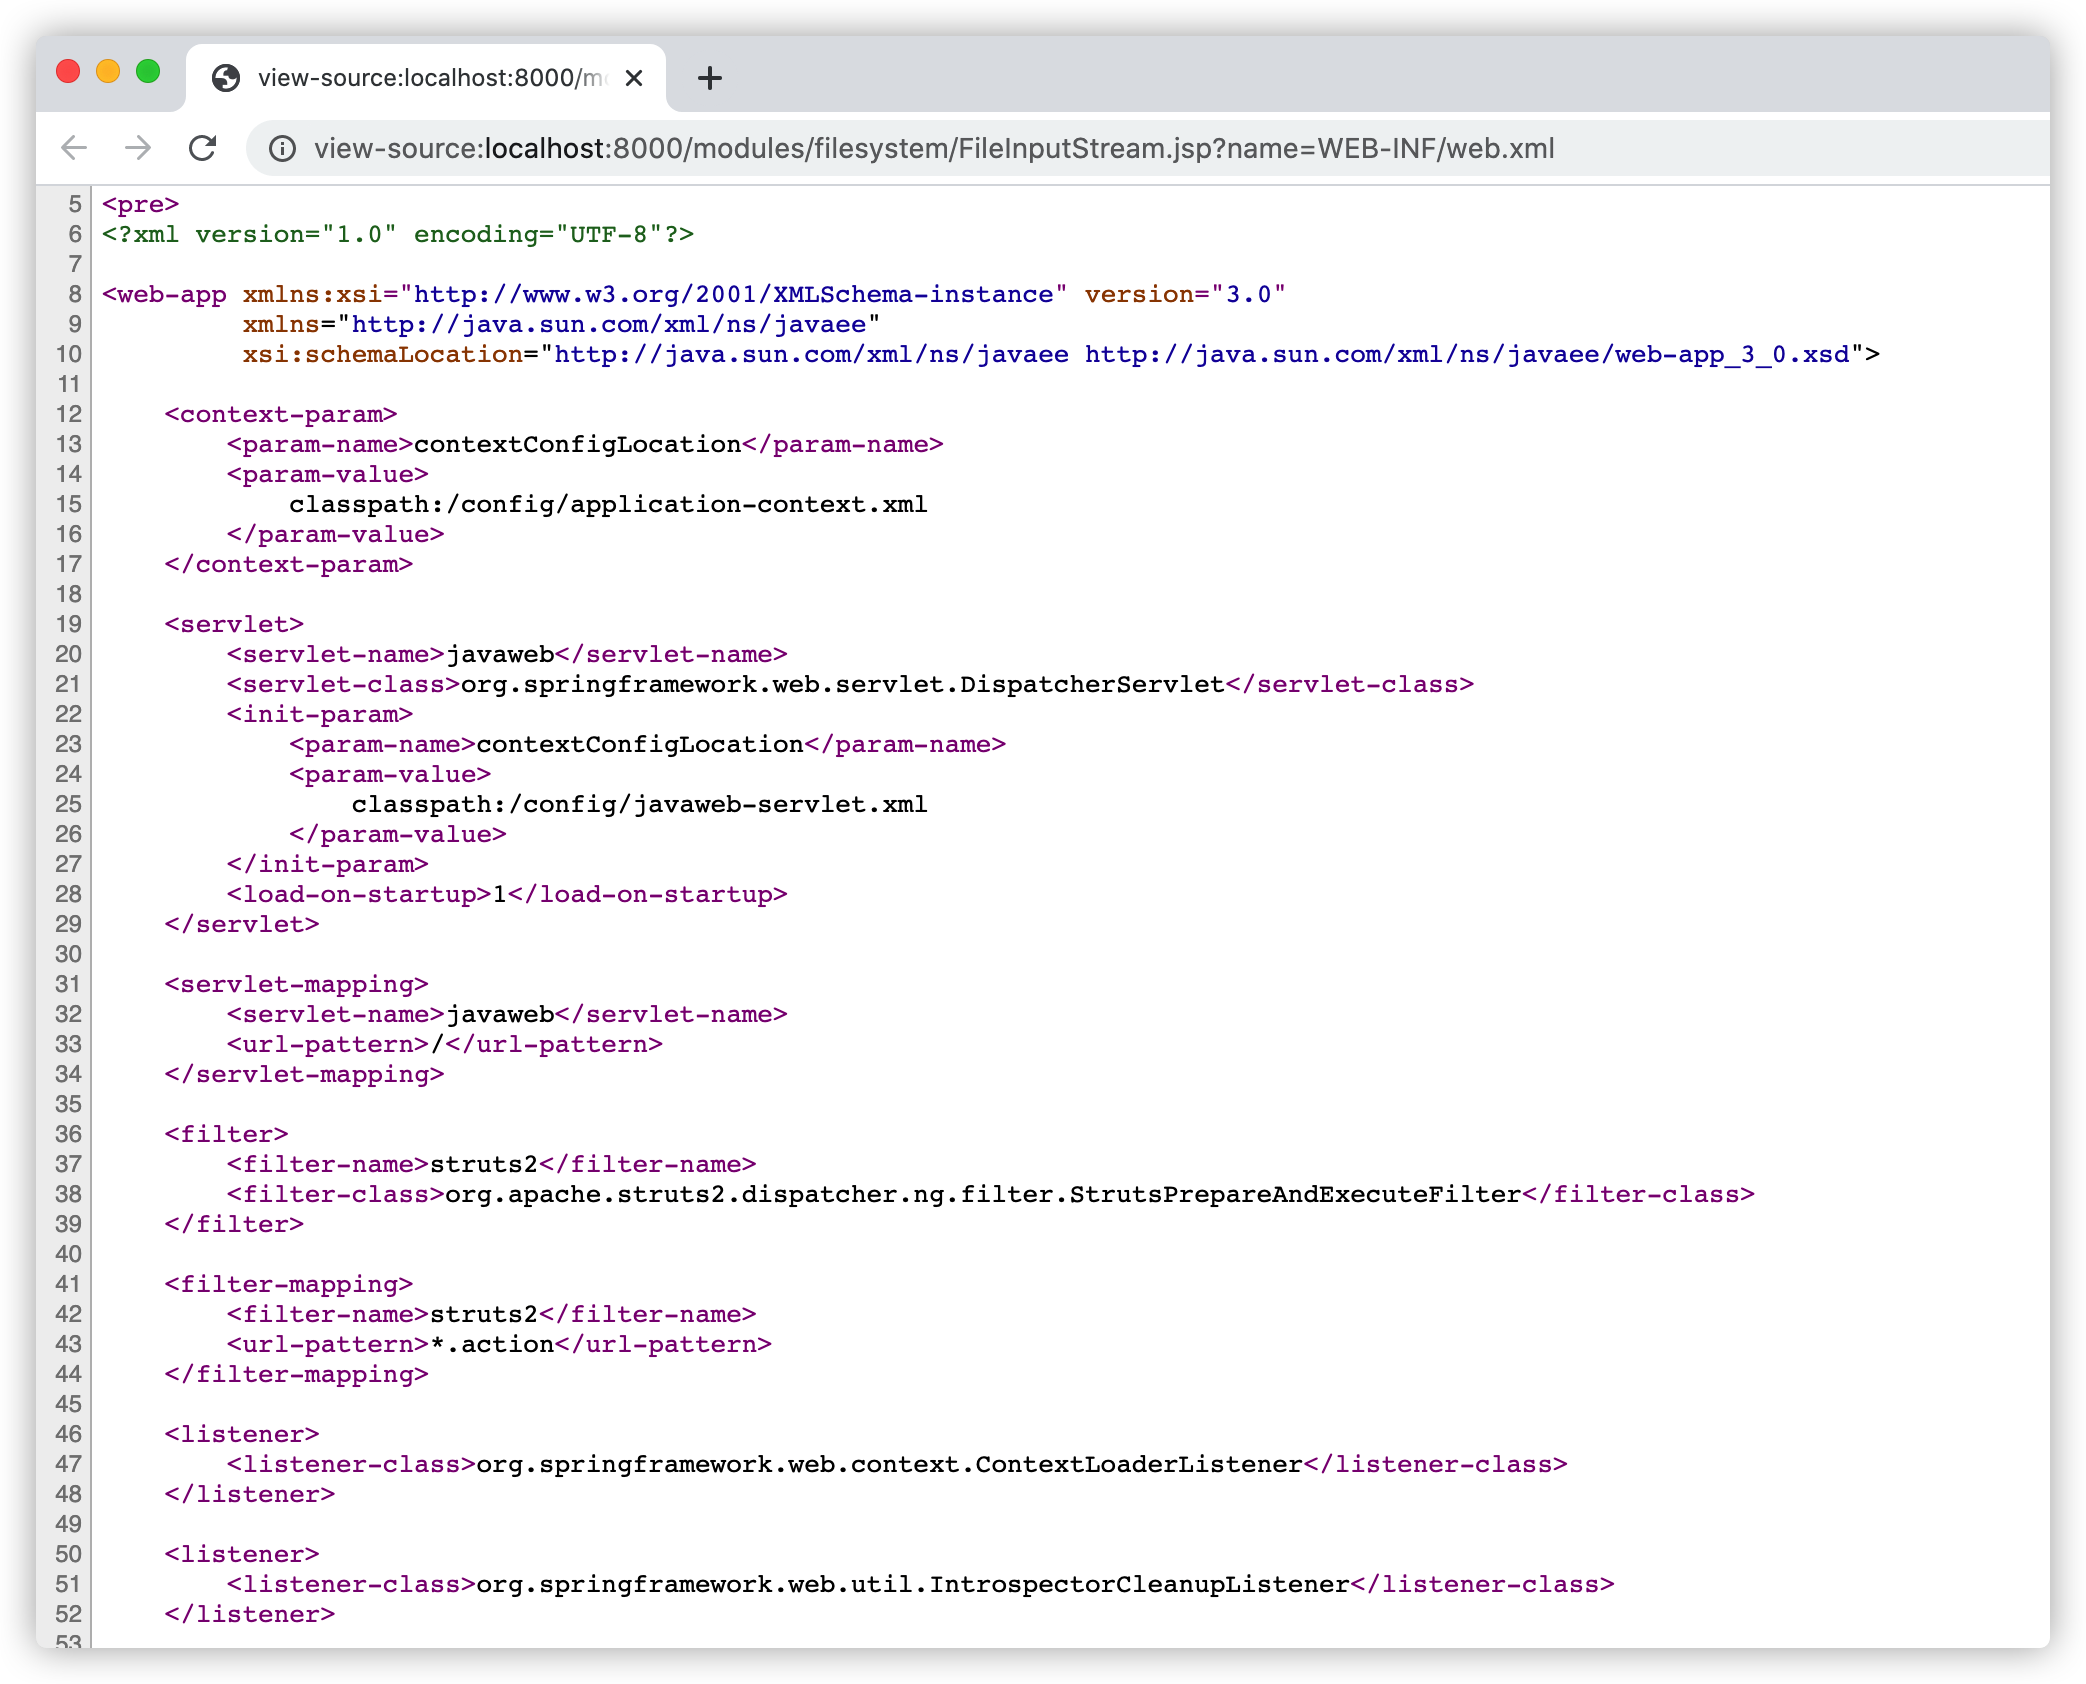 view-source:localhost:8000/mo
view-source:localhost:8000/modules/filesystem/FileInputStream.jsp?name=WEB-INF/web.xml
5 <pre>
6 <?xml version="1.0" encoding="UTF-8"?>
7
8 <web-app xmlns:xsi="http://www.w3.org/2001/XMLSchema-instance" version="3.0"
9          xmlns="http://java.sun.com/xml/ns/javaee"
10          xsi:schemaLocation="http://java.sun.com/xml/ns/javaee http://java.sun.com/xml/ns/javaee/web-app_3_0.xsd">
11
12     <context-param>
13         <param-name>contextConfigLocation</param-name>
14         <param-value>
15             classpath:/config/application-context.xml
16         </param-value>
17     </context-param>
18
19     <servlet>
20         <servlet-name>javaweb</servlet-name>
21         <servlet-class>org.springframework.web.servlet.DispatcherServlet</servlet-class>
22         <init-param>
23             <param-name>contextConfigLocation</param-name>
24             <param-value>
25                 classpath:/config/javaweb-servlet.xml
26             </param-value>
27         </init-param>
28         <load-on-startup>1</load-on-startup>
29     </servlet>
30
31     <servlet-mapping>
32         <servlet-name>javaweb</servlet-name>
33         <url-pattern>/</url-pattern>
34     </servlet-mapping>
35
36     <filter>
37         <filter-name>struts2</filter-name>
38         <filter-class>org.apache.struts2.dispatcher.ng.filter.StrutsPrepareAndExecuteFilter</filter-class>
39     </filter>
40
41     <filter-mapping>
42         <filter-name>struts2</filter-name>
43         <url-pattern>*.action</url-pattern>
44     </filter-mapping>
45
46     <listener>
47         <listener-class>org.springframework.web.context.ContextLoaderListener</listener-class>
48     </listener>
49
50     <listener>
51         <listener-class>org.springframework.web.util.IntrospectorCleanupListener</listener-class>
52     </listener>
53